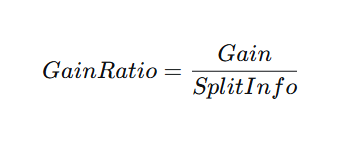 GainRatio = Gain / SplitInfo